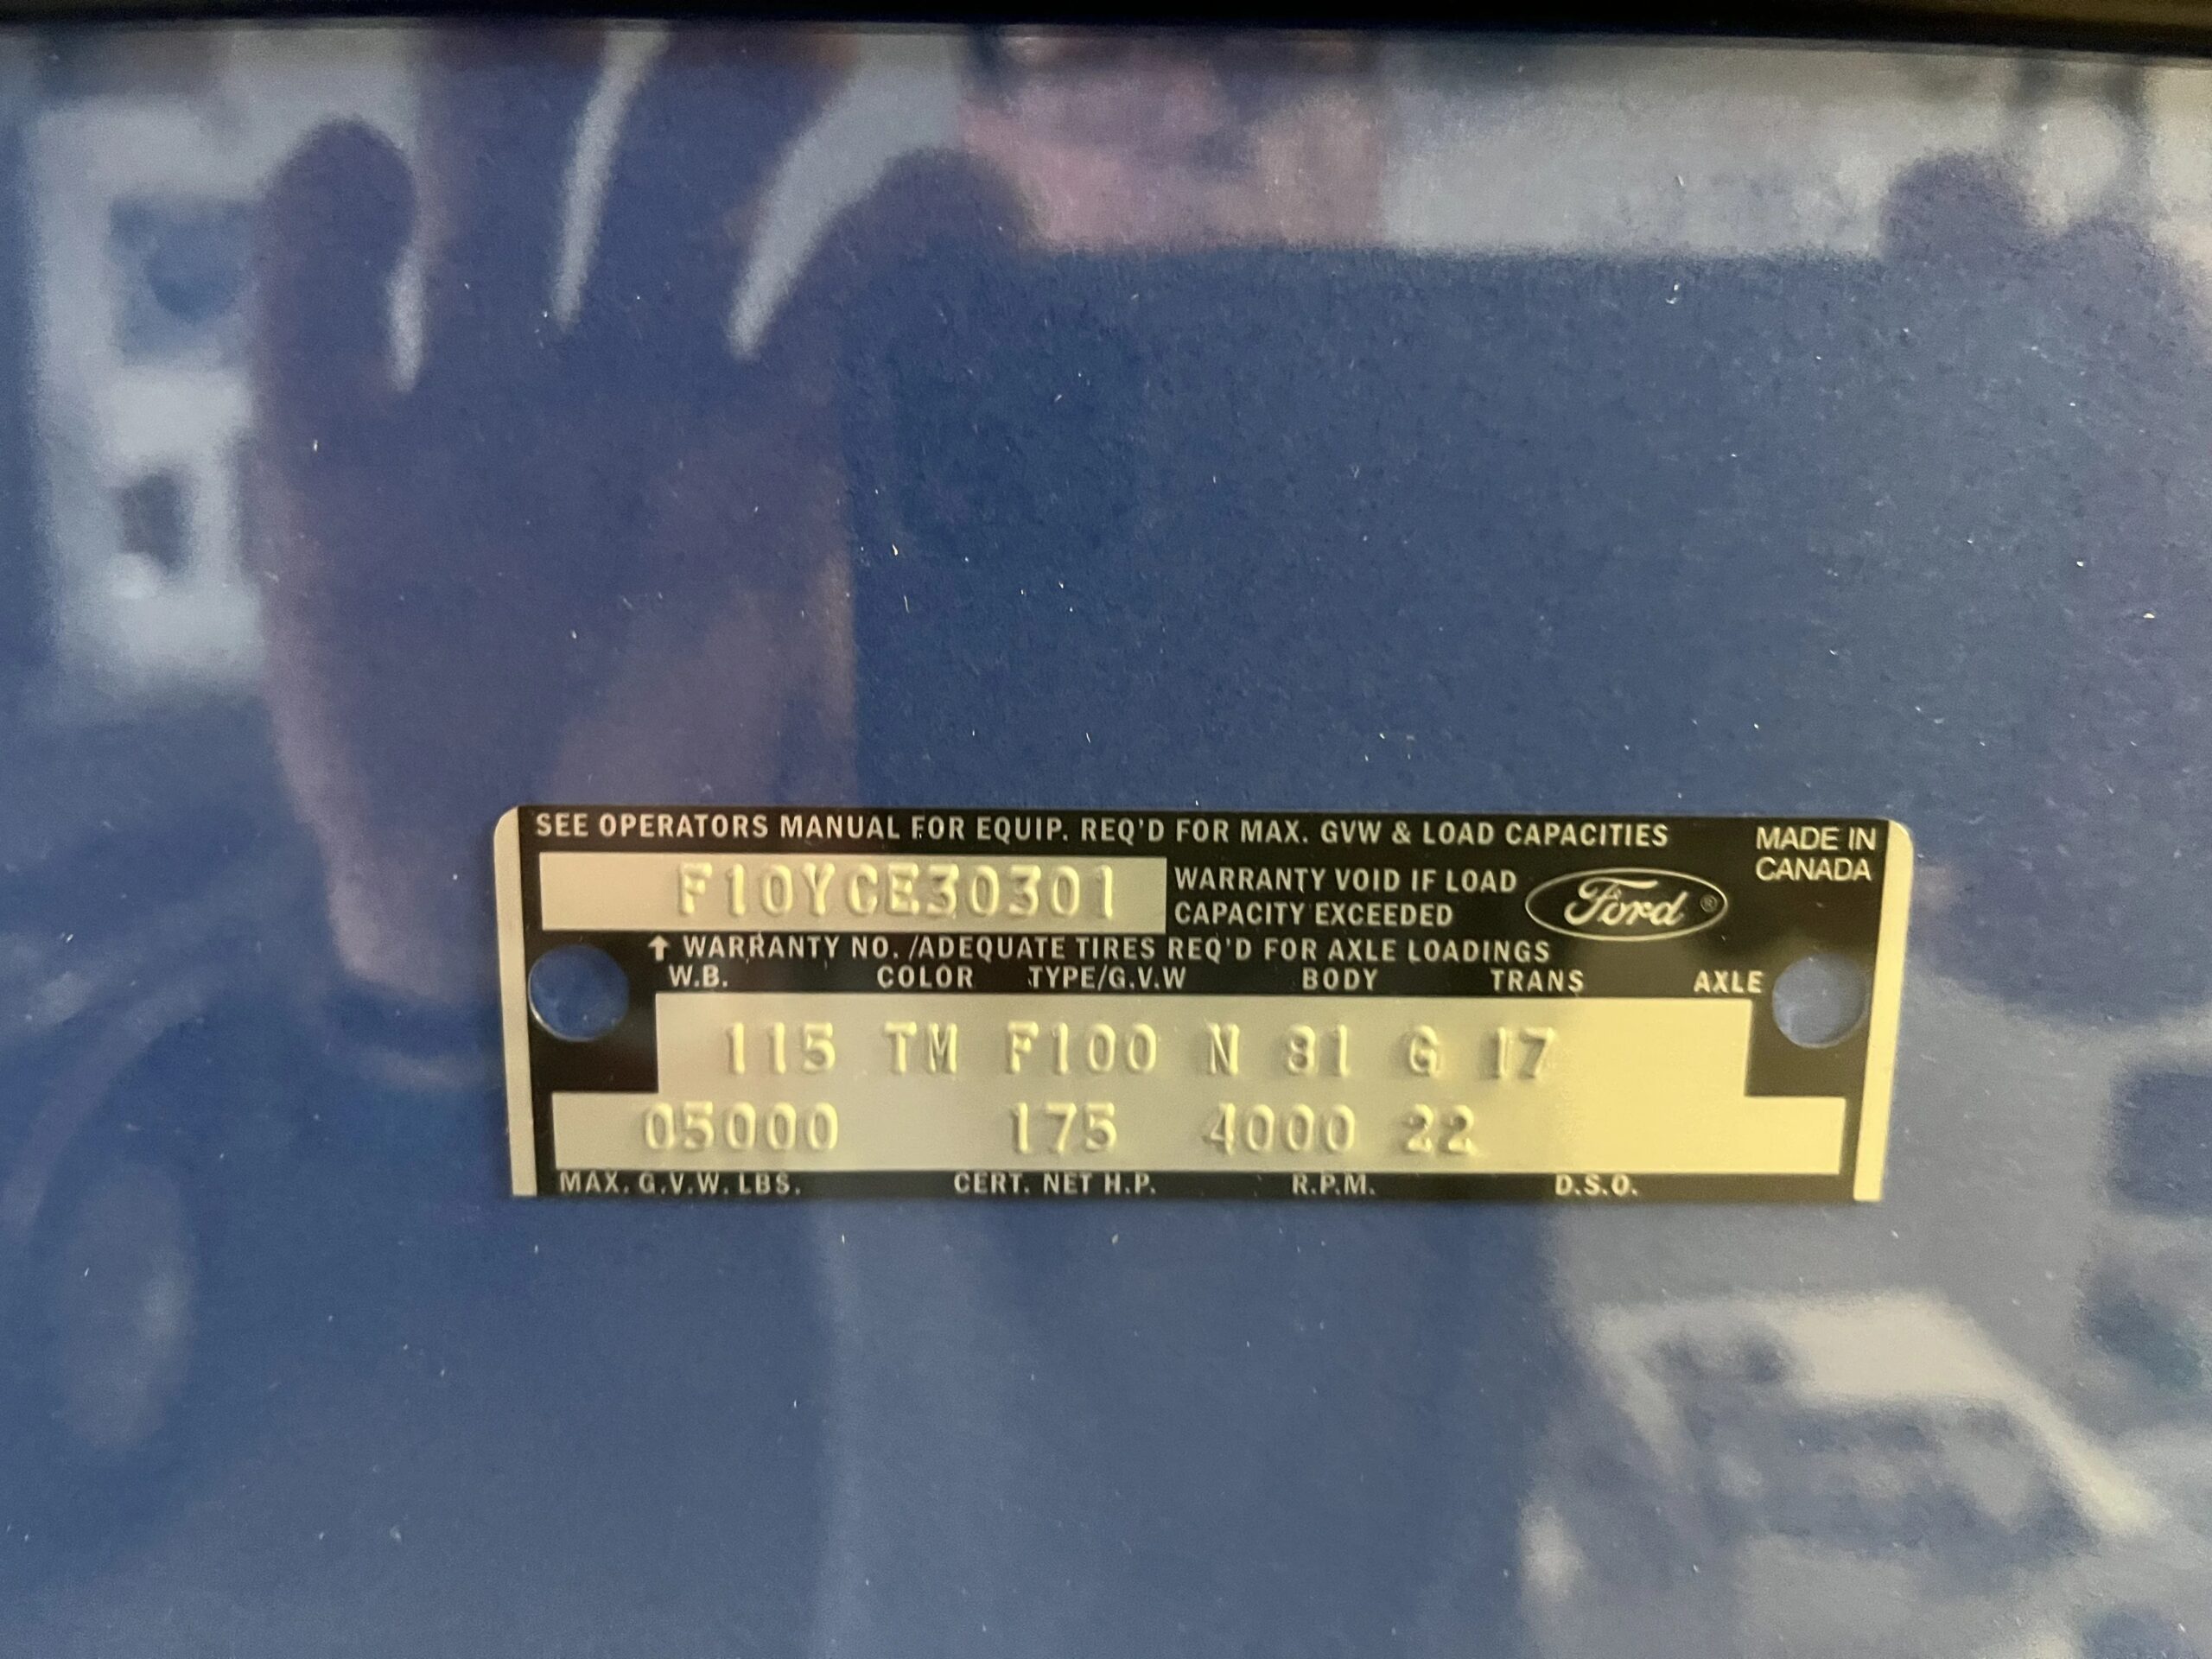 SEE OPERATORS MANUAL FOR EQUIP. REQ'D FOR MAX. GVW & LOAD CAPACITIES
MADE IN
CANADA
F10YCE30301
WARRANTY VOID IF LOAD
CAPACITY EXCEEDED
Ford ®
↑ WARRANTY NO. /ADEQUATE TIRES REQ'D FOR AXLE LOADINGS
W.B. COLOR TYPE/G.V.W BODY TRANS AXLE
115 TM F100 N 81 G 17
05000 175 4000 22
MAX. G.V.W. LBS. CERT. NET H.P. R.P.M. D.S.O.